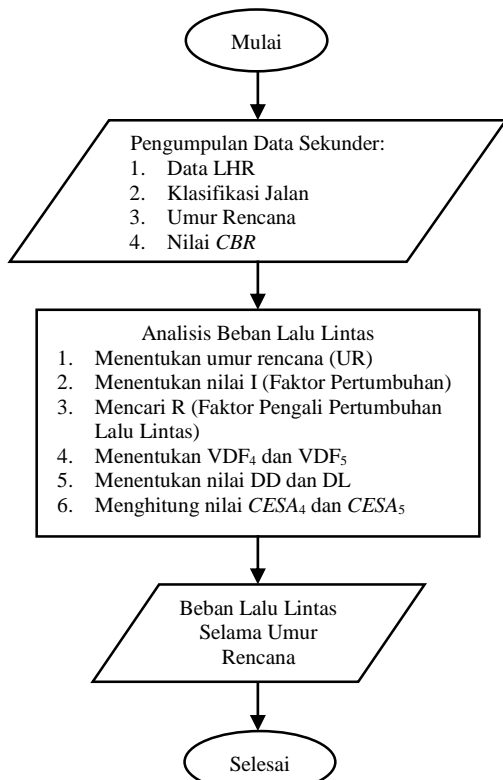 Mulai
Pengumpulan Data Sekunder:
1. Data LHR
2. Klasifikasi Jalan
3. Umur Rencana
4. Nilai CBR
Analisis Beban Lalu Lintas
1. Menentukan umur rencana (UR)
2. Menentukan nilai I (Faktor Pertumbuhan)
3. Mencari R (Faktor Pengali Pertumbuhan
Lalu Lintas)
4. Menentukan VDF₄ dan VDF₅
5. Menentukan nilai DD dan DL
6. Menghitung nilai CESA₄ dan CESA₅
Beban Lalu Lintas
Selama Umur
Rencana
Selesai